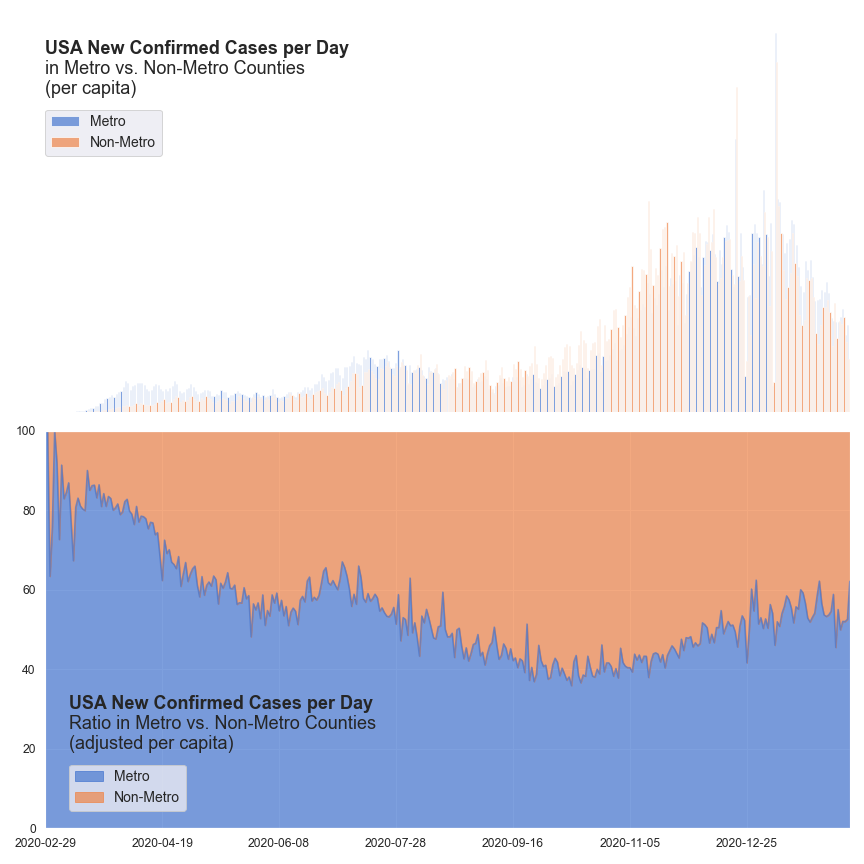 USA New Confirmed Cases per Day
in Metro vs. Non-Metro Counties
(per capita)
Metro
Non-Metro
100
80
60
40
20
0
USA New Confirmed Cases per Day
Ratio in Metro vs. Non-Metro Counties
(adjusted per capita)
Metro
Non-Metro
2020-02-29 2020-04-19 2020-06-08 2020-07-28 2020-09-16 2020-11-05 2020-12-25